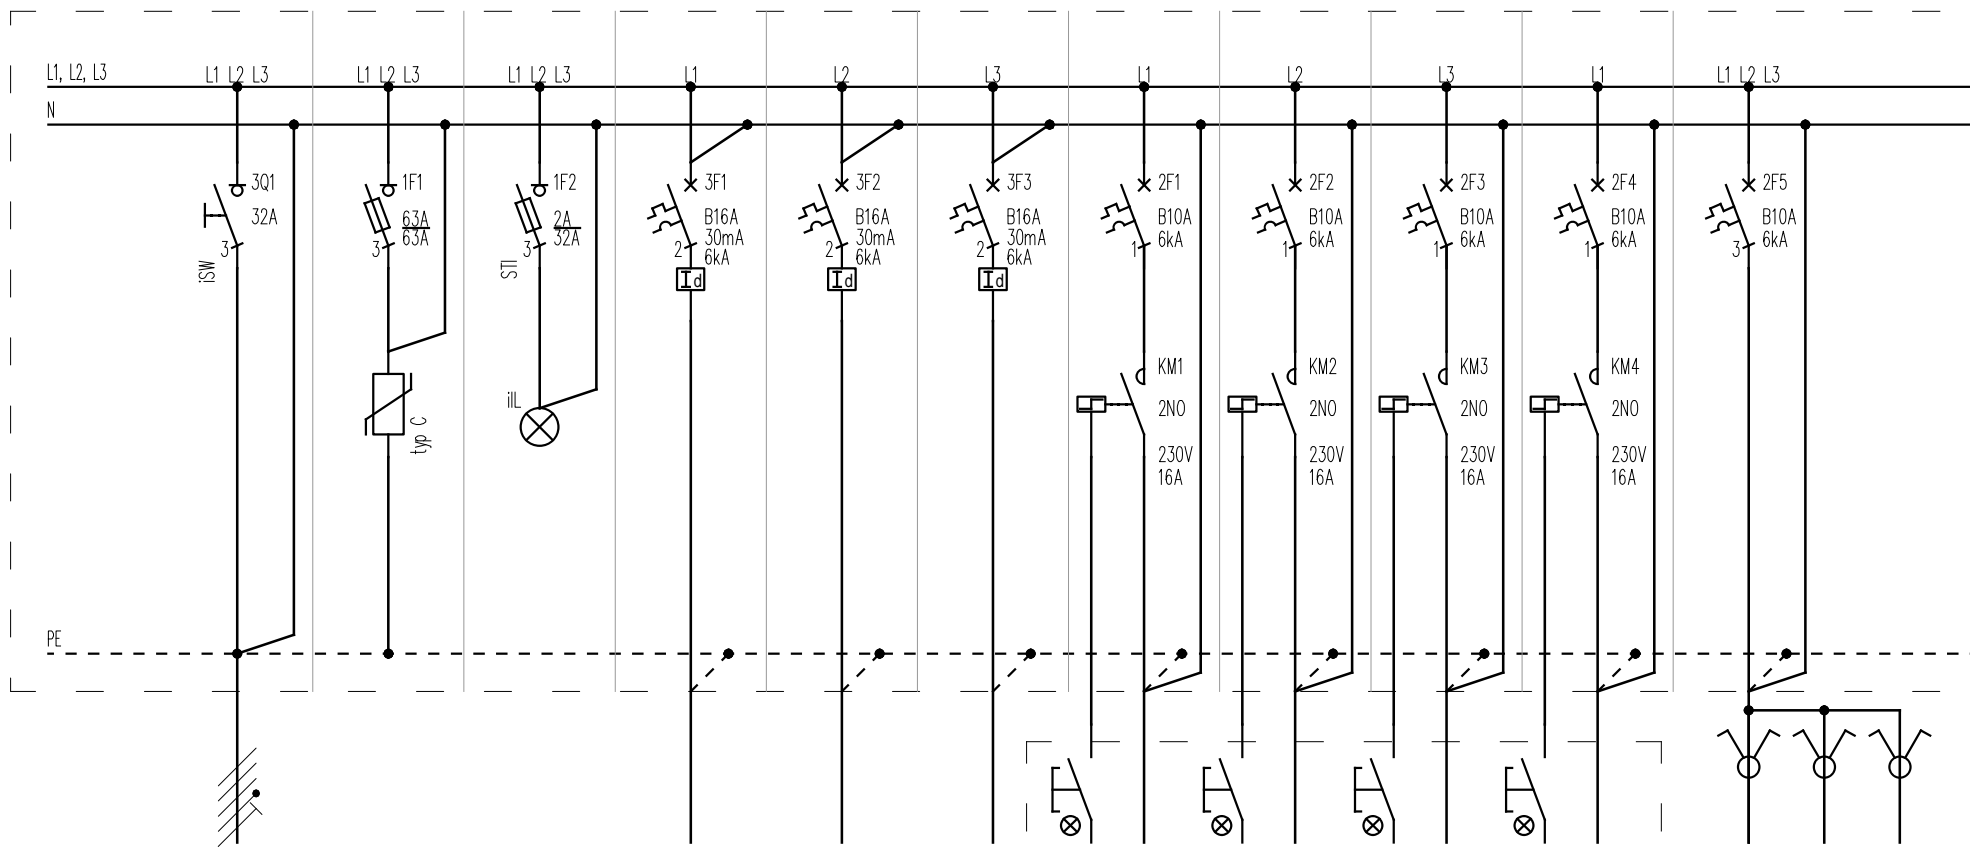 L1, L2, L3
L1 L2 L3
L1 L2 L3
L1 L2 L3
L1
L2
L3
L1
L2
L3
L1
L1 L2 L3
N
3Q1
32A
3
iSW
1F1
63A
63A
3
typ C
1F2
2A
32A
3
STI
iIL
3F1
B16A
30mA
6kA
2
Id
3F2
B16A
30mA
6kA
2
Id
3F3
B16A
30mA
6kA
2
Id
2F1
B10A
6kA
1
KM1
2NO
230V
16A
2F2
B10A
6kA
1
KM2
2NO
230V
16A
2F3
B10A
6kA
1
KM3
2NO
230V
16A
2F4
B10A
6kA
1
KM4
2NO
230V
16A
2F5
B10A
6kA
3
PE